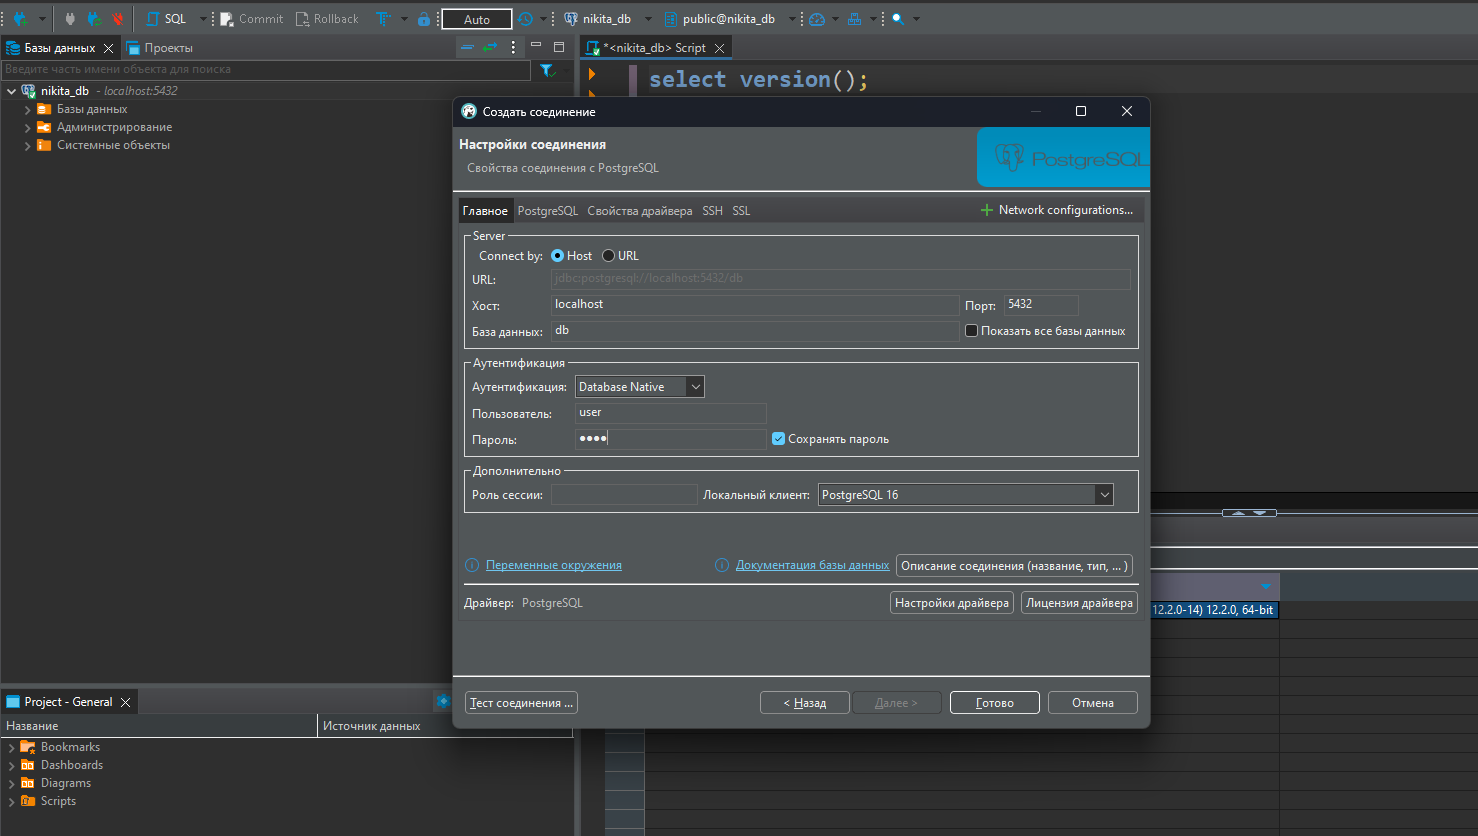 SQL Commit Rollback Auto nikita_db public@nikita_db
Базы данных Проекты
*<nikita_db> Script
Введите часть имени объекта для поиска
select version();
nikita_db - localhost:5432
Базы данных
Администрирование
Системные объекты
Создать соединение
Настройки соединения
Свойства соединения с PostgreSQL
PostgreSQL
Главное PostgreSQL Свойства драйвера SSH SSL Network configurations...
Server
Connect by: Host URL
URL: jdbc:postgresql://localhost:5432/db
Хост: localhost Порт: 5432
База данных: db Показать все базы данных
Аутентификация
Аутентификация: Database Native
Пользователь: user
Пароль: ●●●● Сохранять пароль
Дополнительно
Роль сессии: Локальный клиент: PostgreSQL 16
Переменные окружения Документация базы данных Описание соединения (название, тип, ... )
Драйвер: PostgreSQL Настройки драйвера Лицензия драйвера
12.2.0-14) 12.2.0, 64-bit
Тест соединения ... < Назад Далее > Готово Отмена
Project - General
Название Источник данных
Bookmarks
Dashboards
Diagrams
Scripts